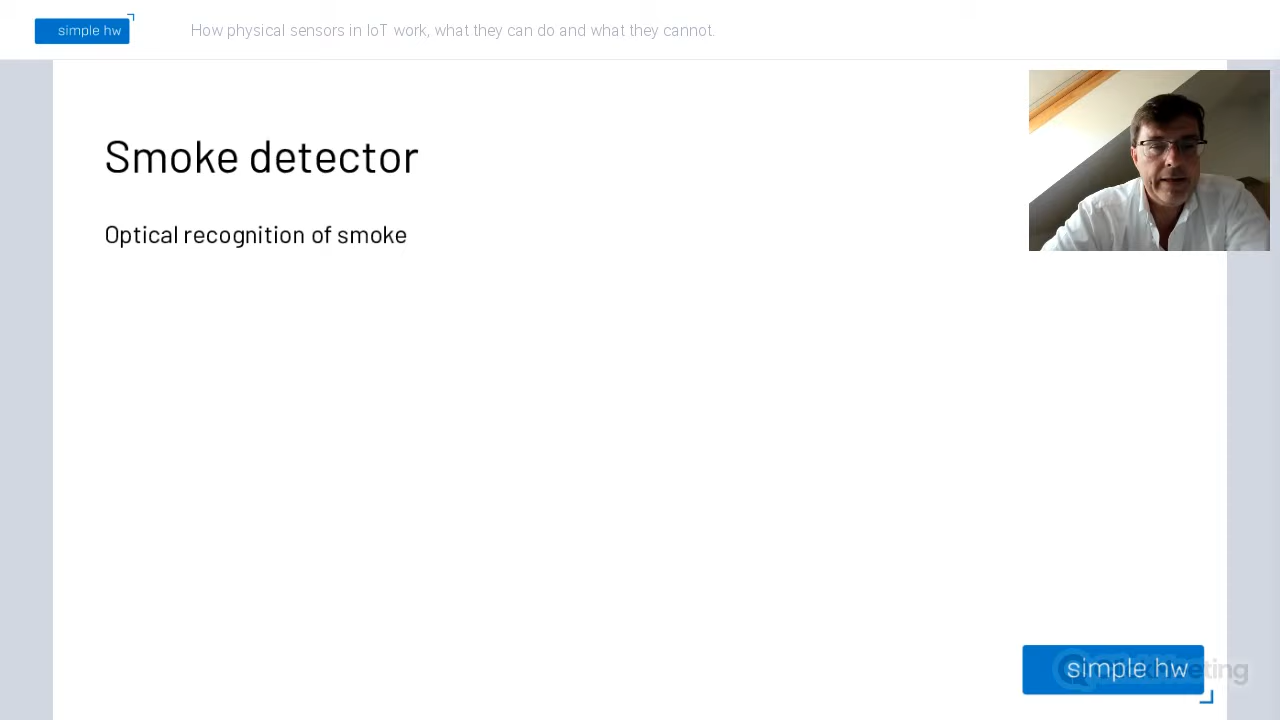 simple hw
How physical sensors in IoT work, what they can do and what they cannot.
Smoke detector
Optical recognition of smoke
simple hw